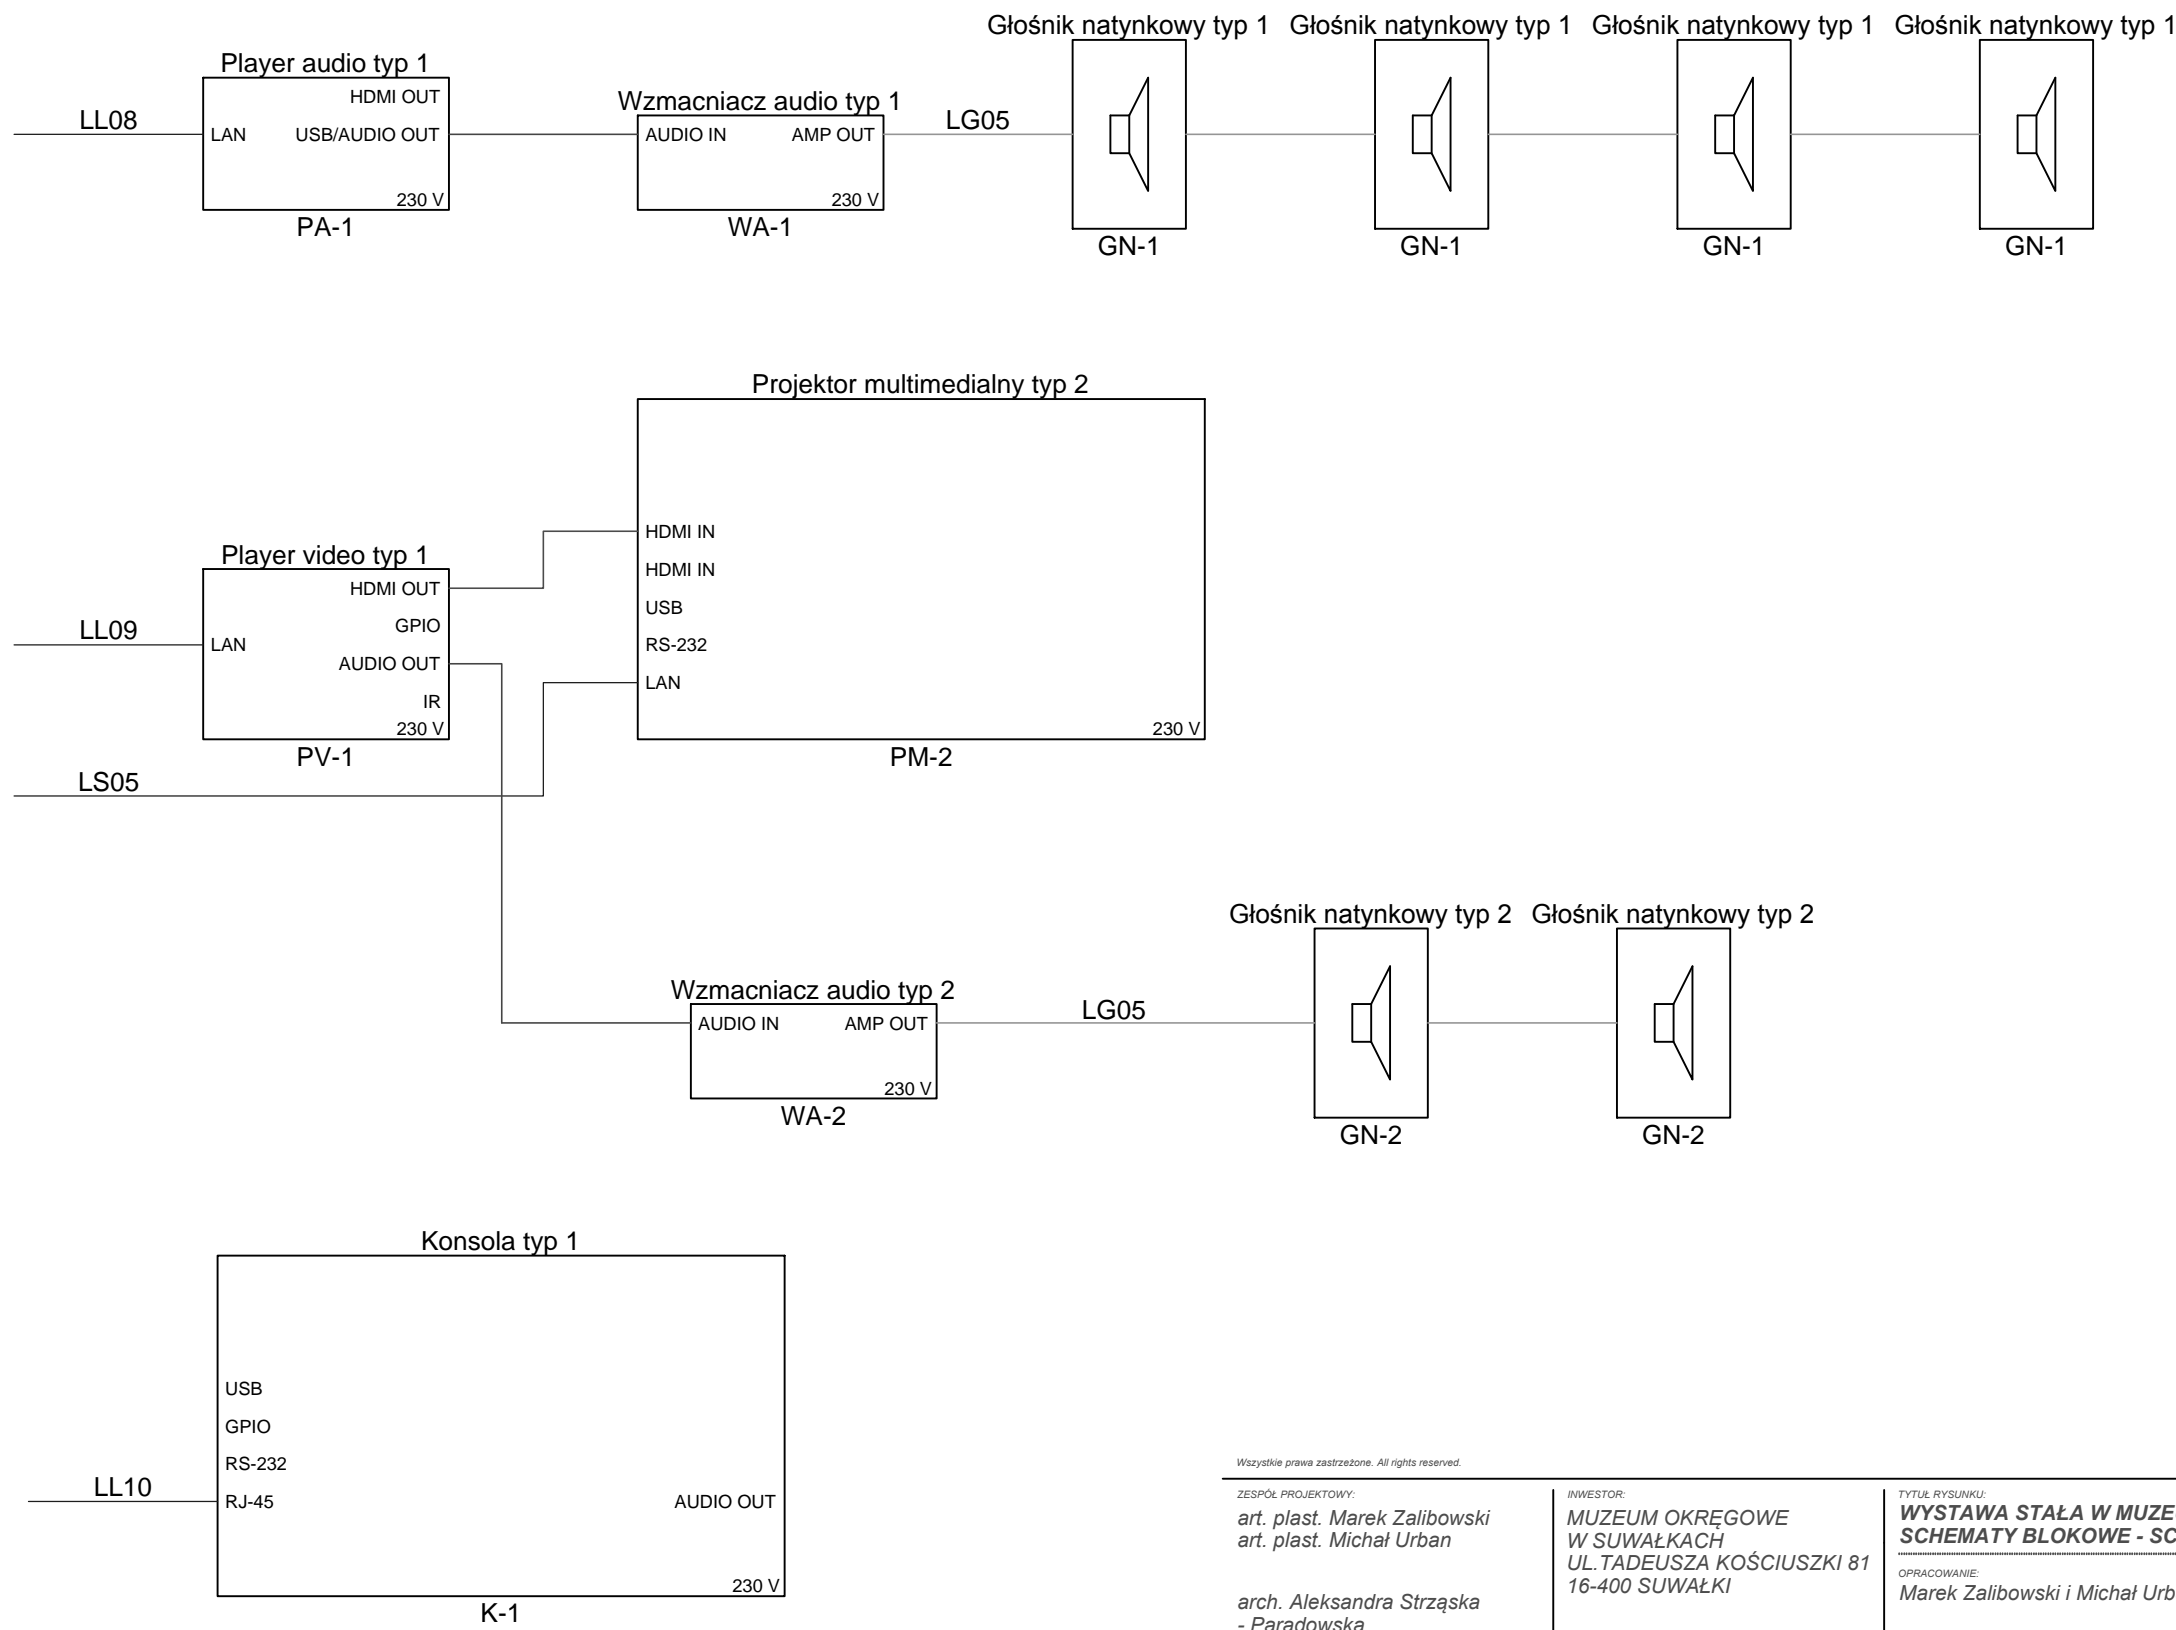 Głośnik natynkowy typ 1 Głośnik natynkowy typ 1 Głośnik natynkowy typ 1 Głośnik natynkowy typ 1
Player audio typ 1
HDMI OUT
LL08
LAN
USB/AUDIO OUT
230 V
PA-1
Wzmacniacz audio typ 1
AUDIO IN
AMP OUT
230 V
WA-1
LG05
GN-1
GN-1
GN-1
GN-1
Projektor multimedialny typ 2
HDMI IN
HDMI IN
USB
RS-232
LAN
230 V
PM-2
Player video typ 1
HDMI OUT
GPIO
LL09
LAN
AUDIO OUT
IR
230 V
PV-1
LS05
Głośnik natynkowy typ 2 Głośnik natynkowy typ 2
Wzmacniacz audio typ 2
AUDIO IN
AMP OUT
230 V
WA-2
LG05
GN-2
GN-2
Konsola typ 1
USB
GPIO
RS-232
LL10
RJ-45
AUDIO OUT
230 V
K-1
Wszystkie prawa zastrzeżone. All rights reserved.
ZESPÓŁ PROJEKTOWY:
art. plast. Marek Zalibowski
art. plast. Michał Urban
arch. Aleksandra Strząska
- Paradowska
INWESTOR:
MUZEUM OKRĘGOWE
W SUWAŁKACH
UL.TADEUSZA KOŚCIUSZKI 81
16-400 SUWAŁKI
TYTUŁ RYSUNKU:
WYSTAWA STAŁA W
SCHEMATY BLOKOWE -
OPRACOWANIE:
Marek Zalibowski i Michał